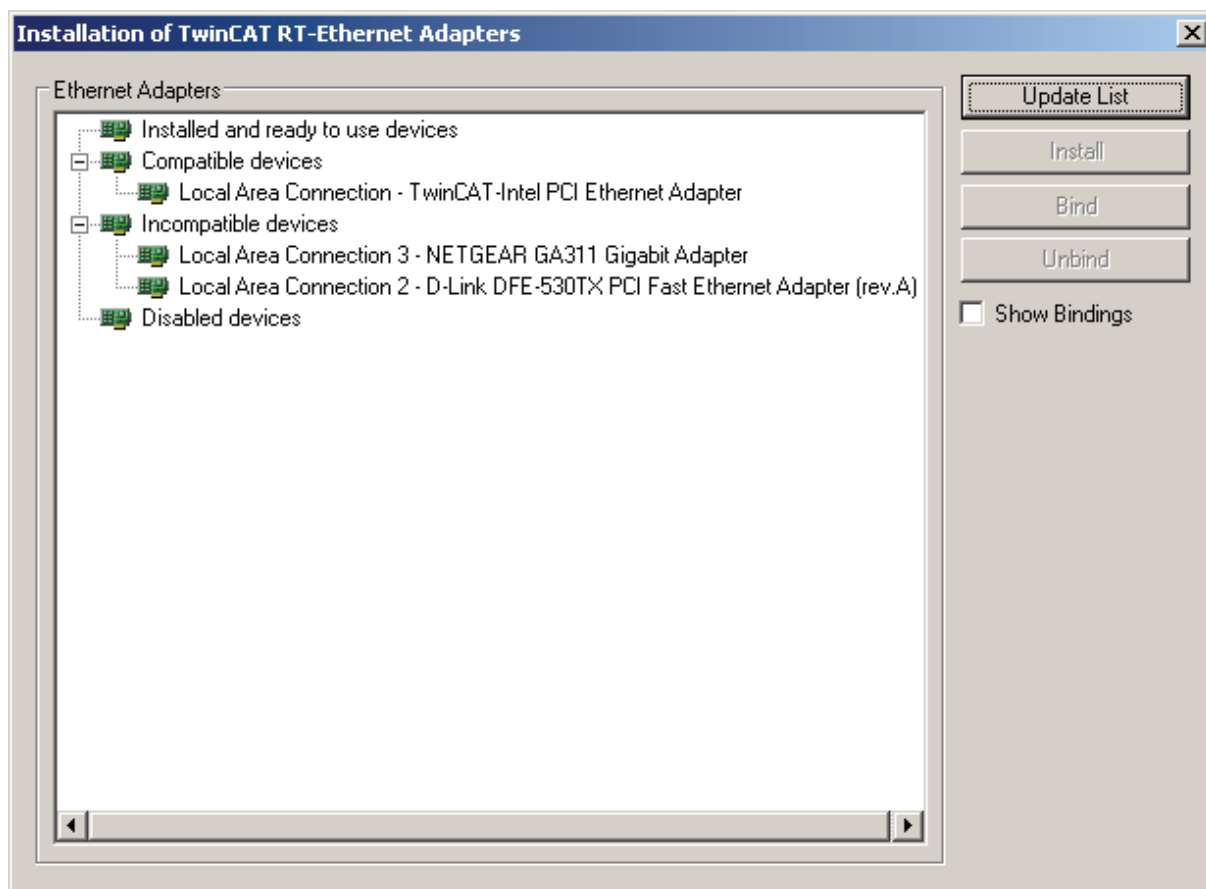 Installation of TwinCAT RT-Ethernet Adapters
Ethernet Adapters
Installed and ready to use devices
Compatible devices
Local Area Connection - TwinCAT-Intel PCI Ethernet Adapter
Incompatible devices
Local Area Connection 3 - NETGEAR GA311 Gigabit Adapter
Local Area Connection 2 - D-Link DFE-530TX PCI Fast Ethernet Adapter (rev.A)
Disabled devices
Update List
Install
Bind
Unbind
Show Bindings